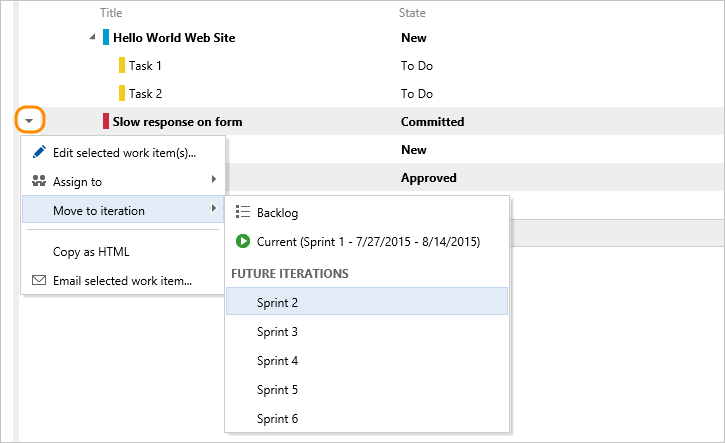 Title State
Hello World Web Site New
Task 1 To Do
Task 2 To Do
Slow response on form Committed
Edit selected work item(s)... New
Assign to Approved
Move to iteration
Copy as HTML
Email selected work item...
Backlog
Current (Sprint 1 - 7/27/2015 - 8/14/2015)
FUTURE ITERATIONS
Sprint 2
Sprint 3
Sprint 4
Sprint 5
Sprint 6